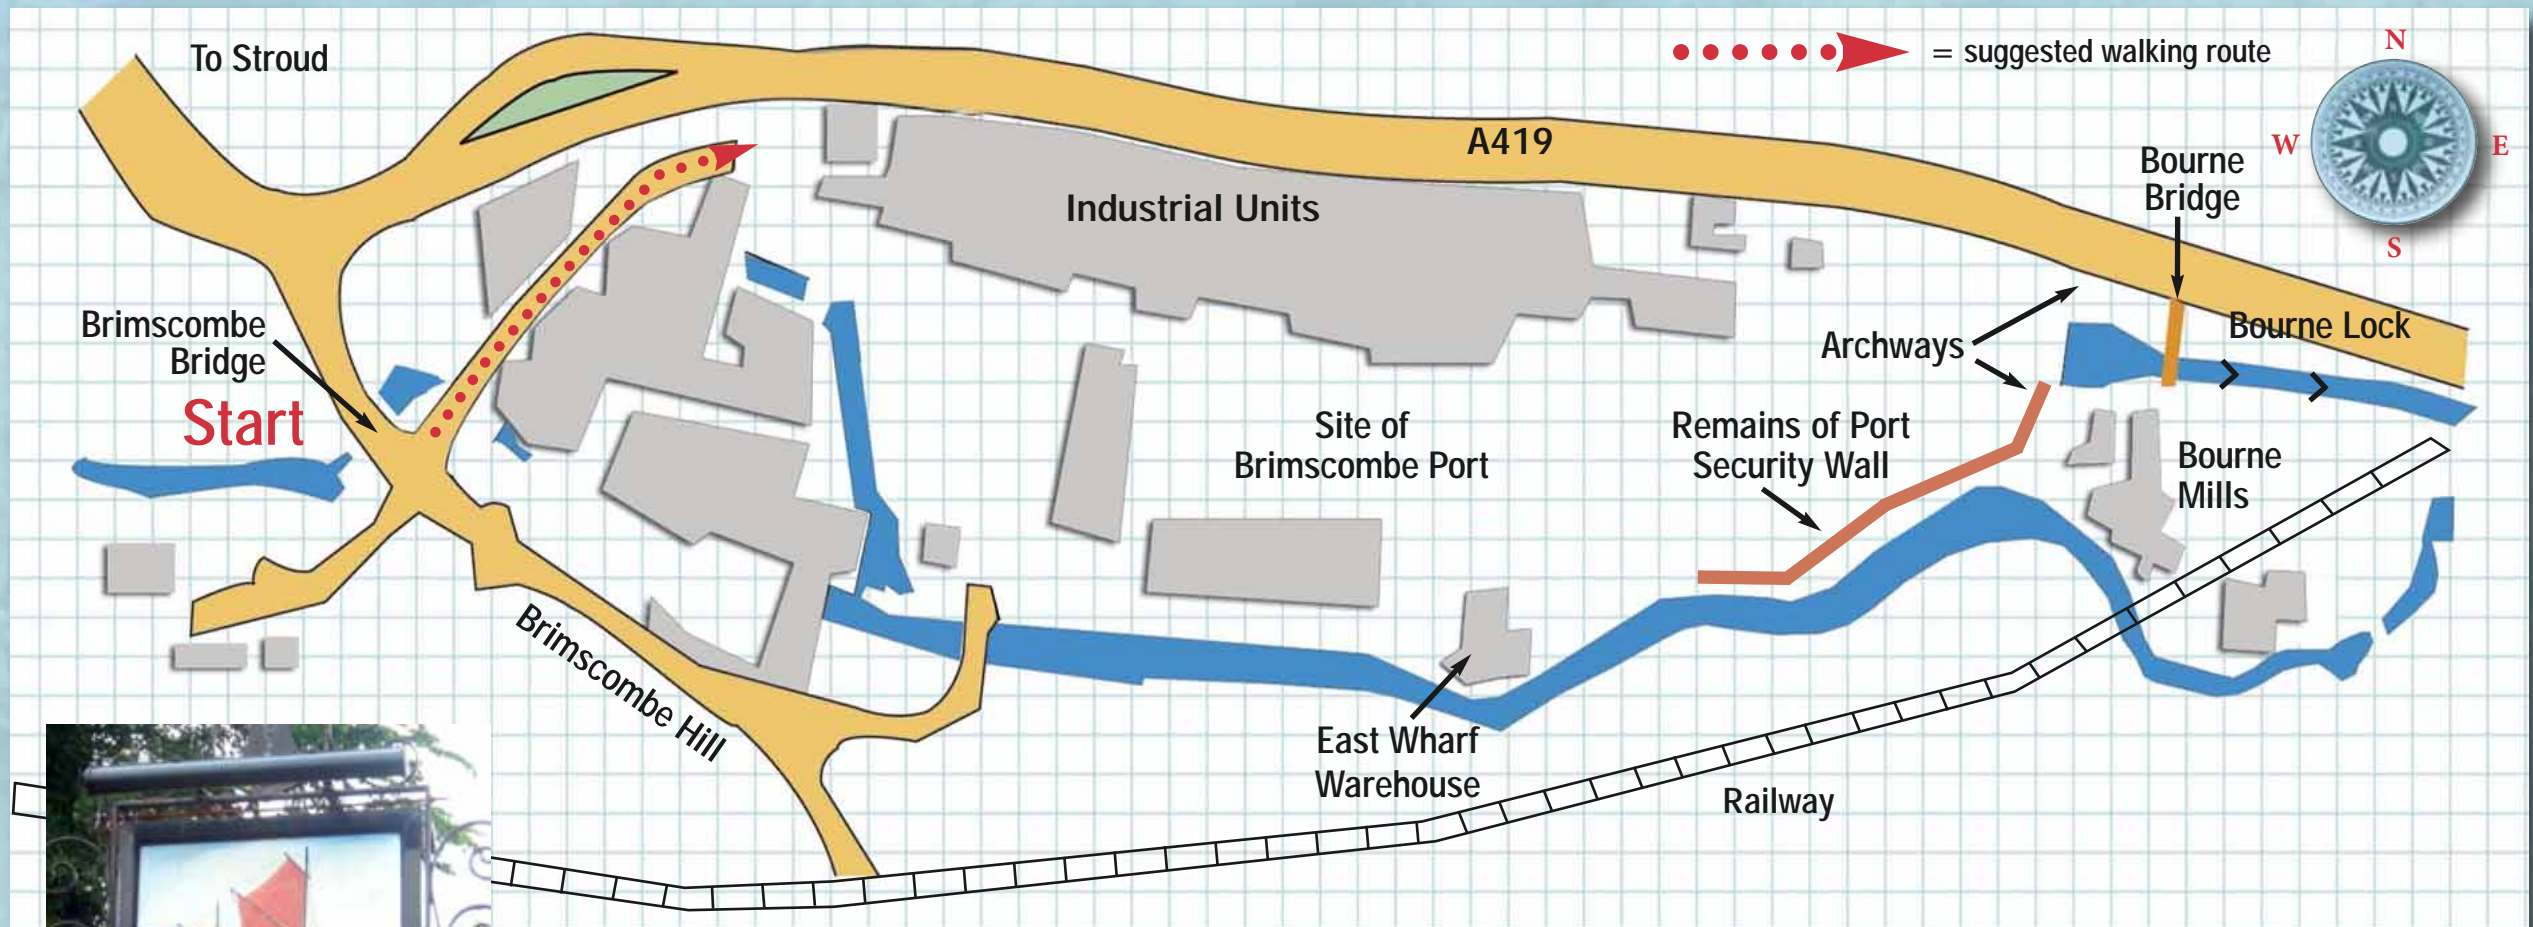 To Stroud
= suggested walking route
N
W
E
S
A419
Bourne
Bridge
Industrial Units
Brimscombe
Bridge
Start
Archways
Bourne Lock
Site of
Brimscombe Port
Remains of Port
Security Wall
Bourne
Mills
Brimscombe Hill
East Wharf
Warehouse
Railway